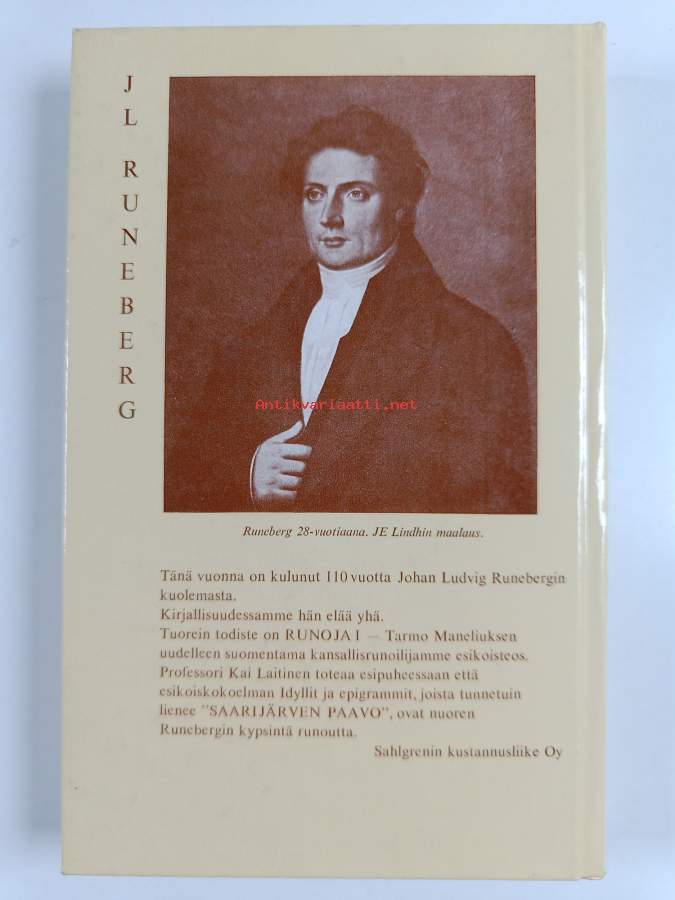 JL RUNEBERG
Antikvariaatti.net
Runeberg 28-vuotiaana. JE Lindhin maalaus.
Tänä vuonna on kulunut 110 vuotta Johan Ludvig Runebergin
kuolemasta.
Kirjallisuudessamme hän elää yhä.
Tuorein todiste on RUNOJA I — Tarmo Maneliuksen
uudelleen suomentama kansallisrunoilijamme esikoisteos.
Professori Kai Laitinen toteaa esipuheessaan että
esikoiskokoelman Idyllit ja epigrammit, joista tunnetuin
lienee "SAARIJÄRVEN PAAVO", ovat nuoren
Runebergin kypsintä runoutta.
Sahlgrenin kustannusliike Oy